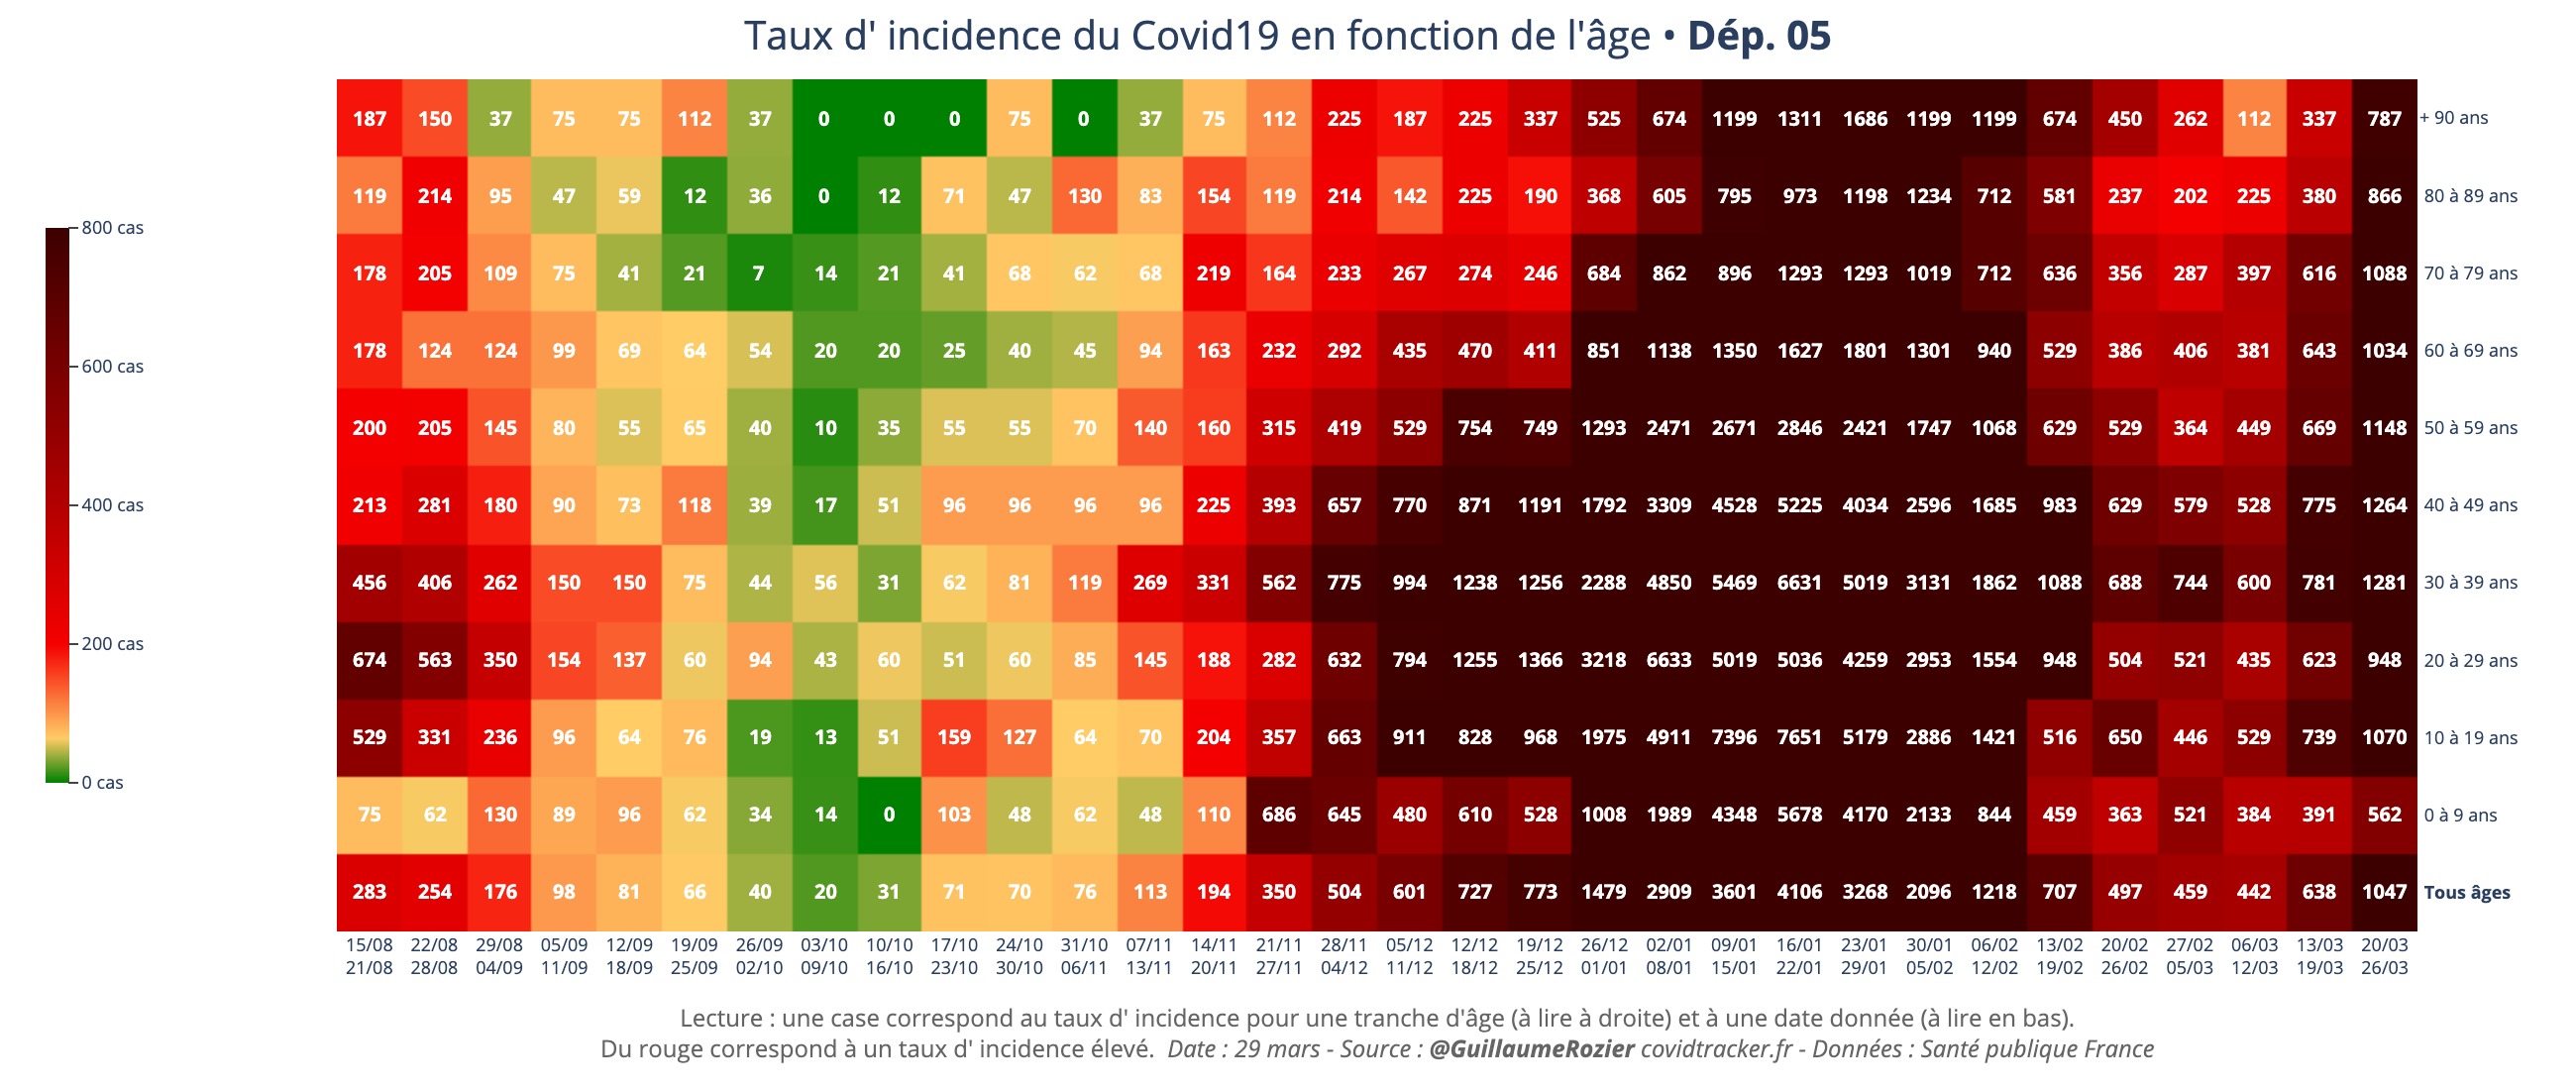 Taux d' incidence du Covid19 en fonction de l'âge • Dép. 05
187 150 37 75 75 112 37 0 0 0 75 0 37 75 112 225 187 225 337 525 674 1199 1311 1686 1199 1199 674 450 262 112 337 787 + 90 ans
119 214 95 47 59 12 36 0 12 71 47 130 83 154 119 214 142 225 190 368 605 795 973 1198 1234 712 581 237 202 225 380 866 80 à 89 ans
800 cas
178 205 109 75 41 21 7 14 21 41 68 62 68 219 164 233 267 274 246 684 862 896 1293 1293 1019 712 636 356 287 397 616 1088 70 à 79 ans
178 124 124 99 69 64 54 20 20 25 40 45 94 163 232 292 435 470 411 851 1138 1350 1627 1801 1301 940 529 386 406 381 643 1034 60 à 69 ans
600 cas
200 205 145 80 55 65 40 10 35 55 55 70 140 160 315 419 529 754 749 1293 2471 2671 2846 2421 1747 1068 629 529 364 449 669 1148 50 à 59 ans
400 cas
213 281 180 90 73 118 39 17 51 96 96 96 96 225 393 657 770 871 1191 1792 3309 4528 5225 4034 2596 1685 983 629 579 528 775 1264 40 à 49 ans
456 406 262 150 150 75 44 56 31 62 81 119 269 331 562 775 994 1238 1256 2288 4850 5469 6631 5019 3131 1862 1088 688 744 600 781 1281 30 à 39 ans
200 cas
674 563 350 154 137 60 94 43 60 51 60 85 145 188 282 632 794 1255 1366 3218 6633 5019 5036 4259 2953 1554 948 504 521 435 623 948 20 à 29 ans
529 331 236 96 64 76 19 13 51 159 127 64 70 204 357 663 911 828 968 1975 4911 7396 7651 5179 2886 1421 516 650 446 529 739 1070 10 à 19 ans
0 cas
75 62 130 89 96 62 34 14 0 103 48 62 48 110 686 645 480 610 528 1008 1989 4348 5678 4170 2133 844 459 363 521 384 391 562 0 à 9 ans
283 254 176 98 81 66 40 20 31 71 70 76 113 194 350 504 601 727 773 1479 2909 3601 4106 3268 2096 1218 707 497 459 442 638 1047 Tous âges
15/08 22/08 29/08 05/09 12/09 19/09 26/09 03/10 10/10 17/10 24/10 31/10 07/11 14/11 21/11 28/11 05/12 12/12 19/12 26/12 02/01 09/01 16/01 23/01 30/01 06/02 13/02 20/02 27/02 06/03 13/03 20/03
21/08 28/08 04/09 11/09 18/09 25/09 02/10 09/10 16/10 23/10 30/10 06/11 13/11 20/11 27/11 04/12 11/12 18/12 25/12 01/01 08/01 15/01 22/01 29/01 05/02 12/02 19/02 26/02 05/03 12/03 19/03 26/03
Lecture : une case correspond au taux d' incidence pour une tranche d'âge (à lire à droite) et à une date donnée (à lire en bas).
Du rouge correspond à un taux d' incidence élevé. Date : 29 mars - Source : @GuillaumeRozier covidtracker.fr - Données : Santé publique France